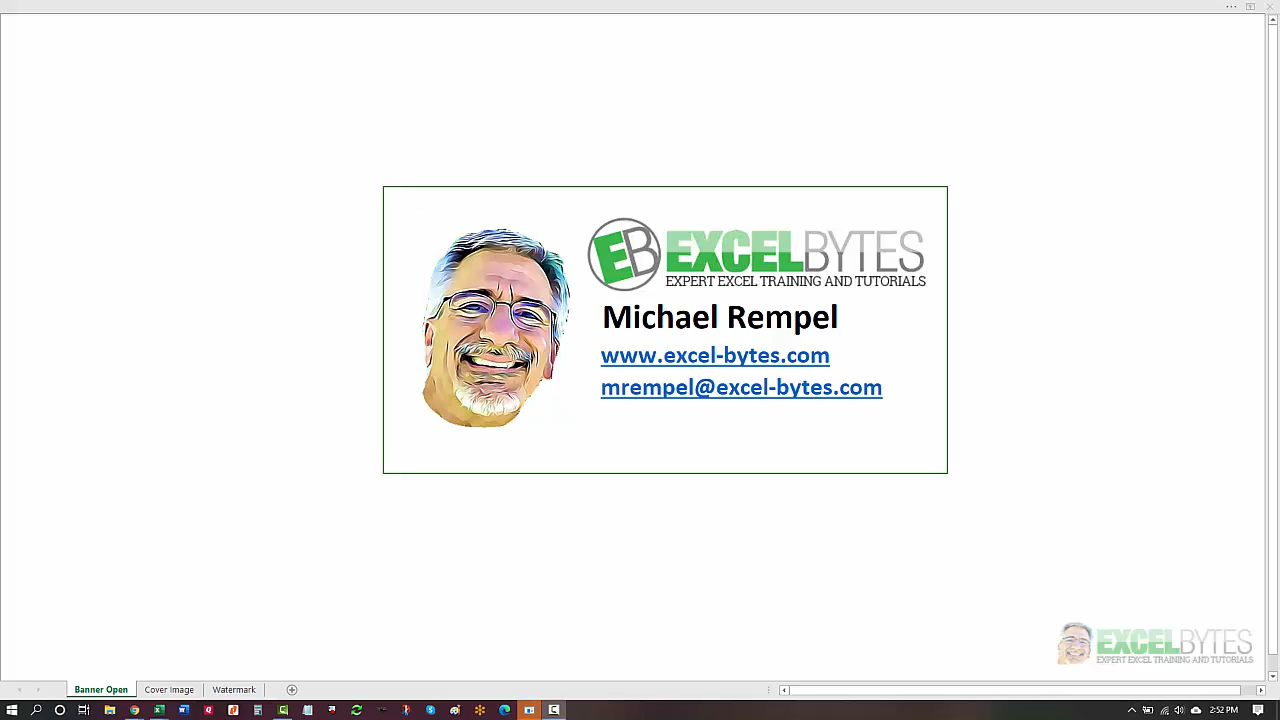 EB EXCELBYTES
EXPERT EXCEL TRAINING AND TUTORIALS
Michael Rempel
www.excel-bytes.com
mrempel@excel-bytes.com
EXCELBYTES
EXPERT EXCEL TRAINING AND TUTORIALS
Banner Open Cover Image Watermark
2:52 PM